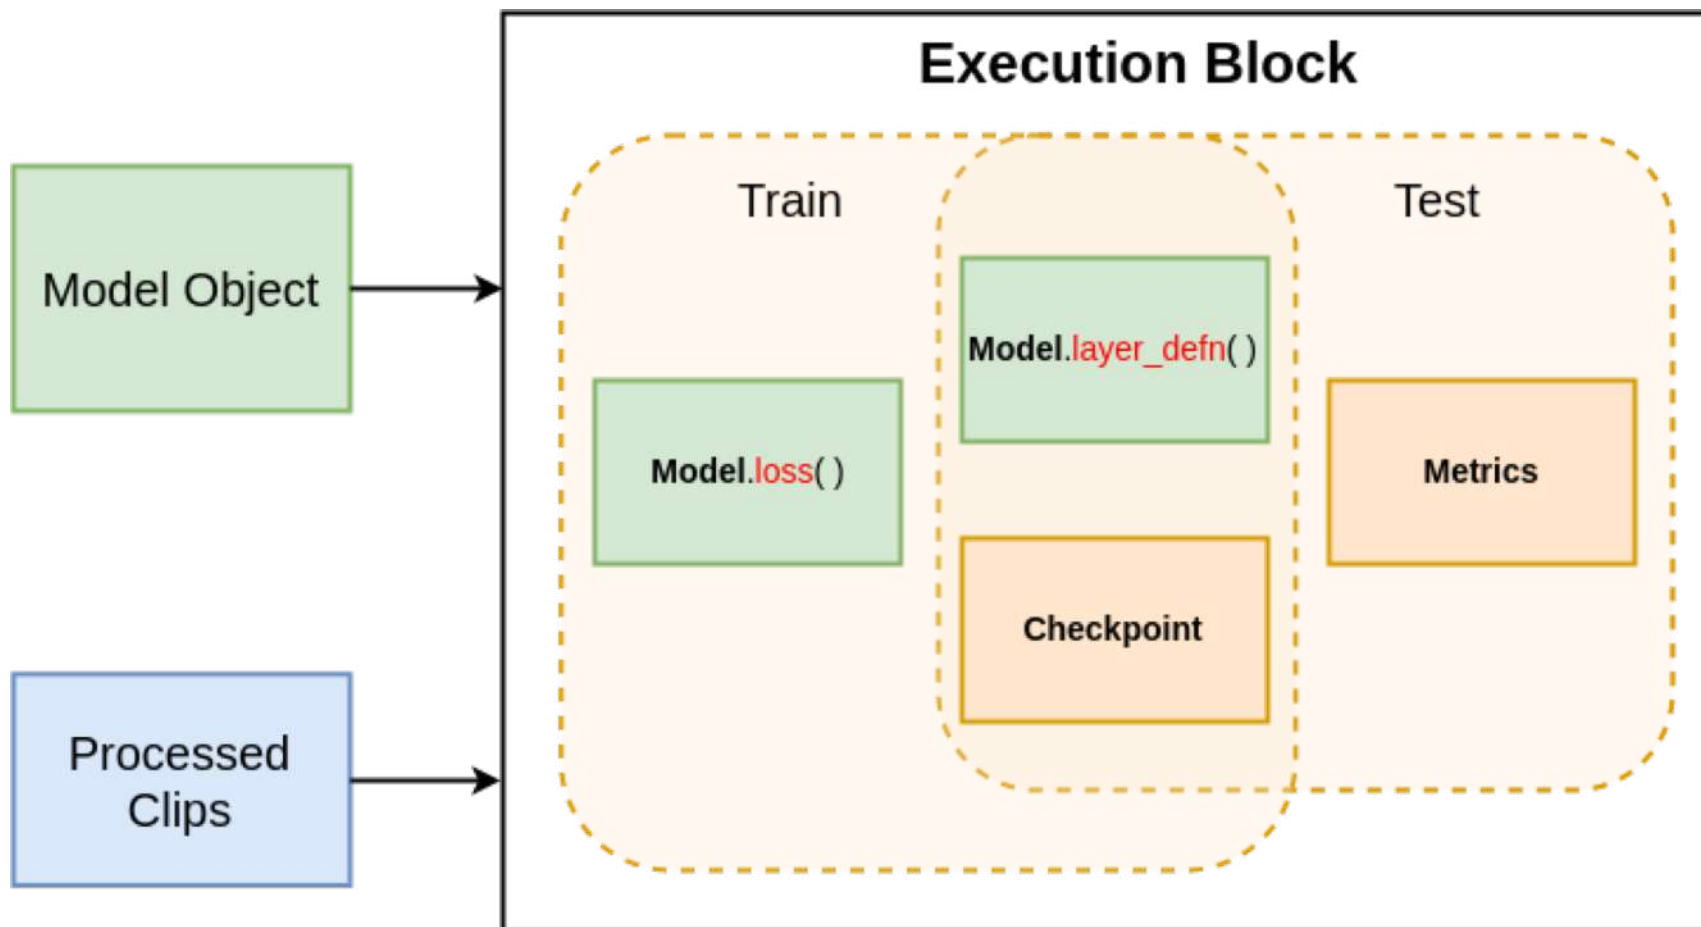 Execution Block
Train
Test
Model Object
Model.layer_defn( )
Model.loss( )
Metrics
Checkpoint
Processed
Clips